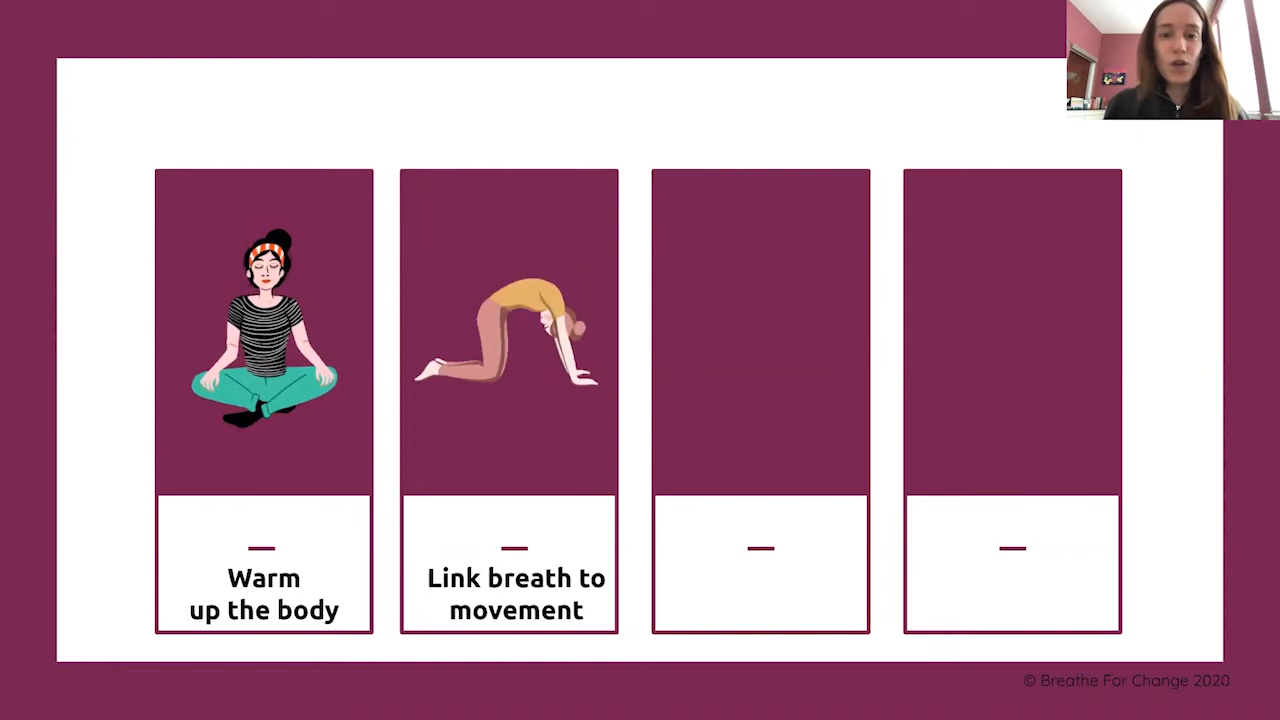 Warm
up the body
Link breath to
movement
© Breathe For Change 2020